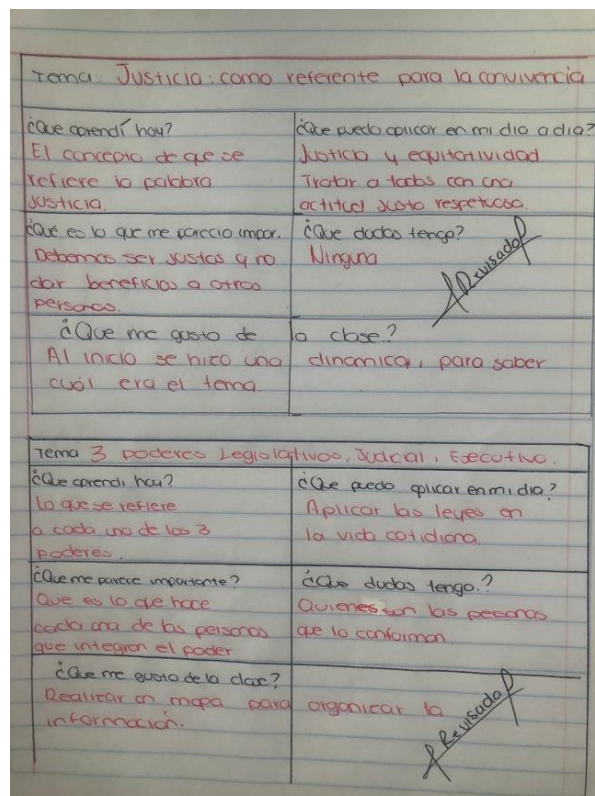 Tema: Justicia: como referente para la convivencia
¿Que aprendí hoy?
El concepto de que se
refiere la palabra
justicia.
¿Que puedo aplicar en mi dia a dia?
Justicia y equitatividad.
Tratar a todos con una
actitud justa respetuosa.
¿Qué es lo que me pareccio impor.
Debemos ser justas y no
dar beneficios a otras
personas.
¿Que dudas tengo?
Ninguna
Revisado
¿Que me gusto de la clase?
Al inicio se hizo una dinamica, para saber
cuál era el tema.
Tema 3 poderes Legislativos, Judicial, Ejecutivo.
¿Que aprendi hoy?
Lo que se refiere
a cada uno de los 3
poderes.
¿Que puedo aplicar en mi dia?
Aplicar las leyes en
la vida cotidiana.
¿Que me parece importante?
Que es lo que hace
cada una de las personas
que integran el poder
¿Que dudas tengo?
Quienes son las personas
que lo conforman
¿Que me gusto de la clase?
Realizar un mapa para organizar la
información.
Revisado